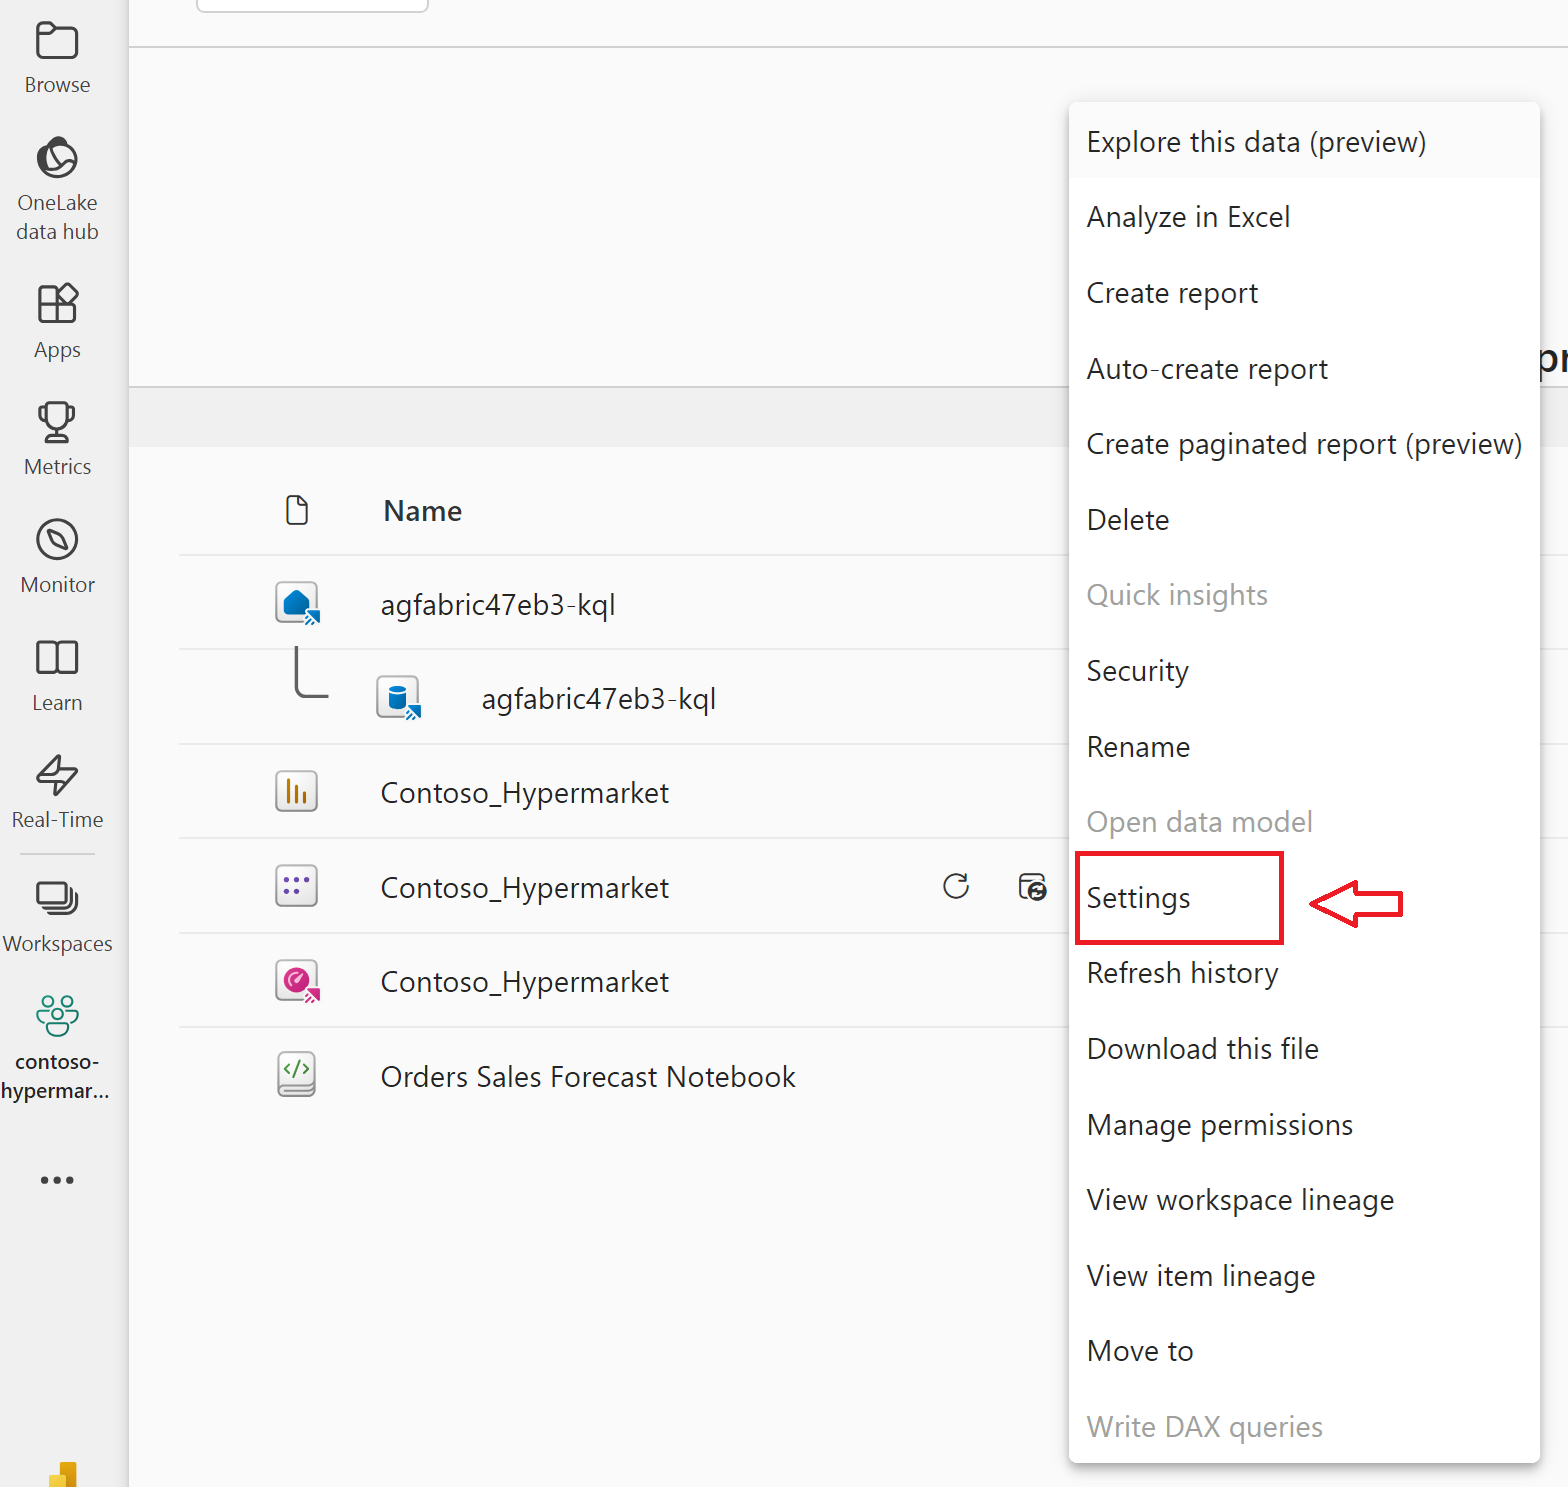 Browse
OneLake
data hub
Apps
Metrics
Monitor
Learn
Real-Time
Workspaces
contoso-
hypermar...
Name
agfabric47eb3-kql
agfabric47eb3-kql
Contoso_Hypermarket
Contoso_Hypermarket
Contoso_Hypermarket
Orders Sales Forecast Notebook
Explore this data (preview)
Analyze in Excel
Create report
Auto-create report
Create paginated report (preview)
Delete
Quick insights
Security
Rename
Open data model
Settings
Refresh history
Download this file
Manage permissions
View workspace lineage
View item lineage
Move to
Write DAX queries